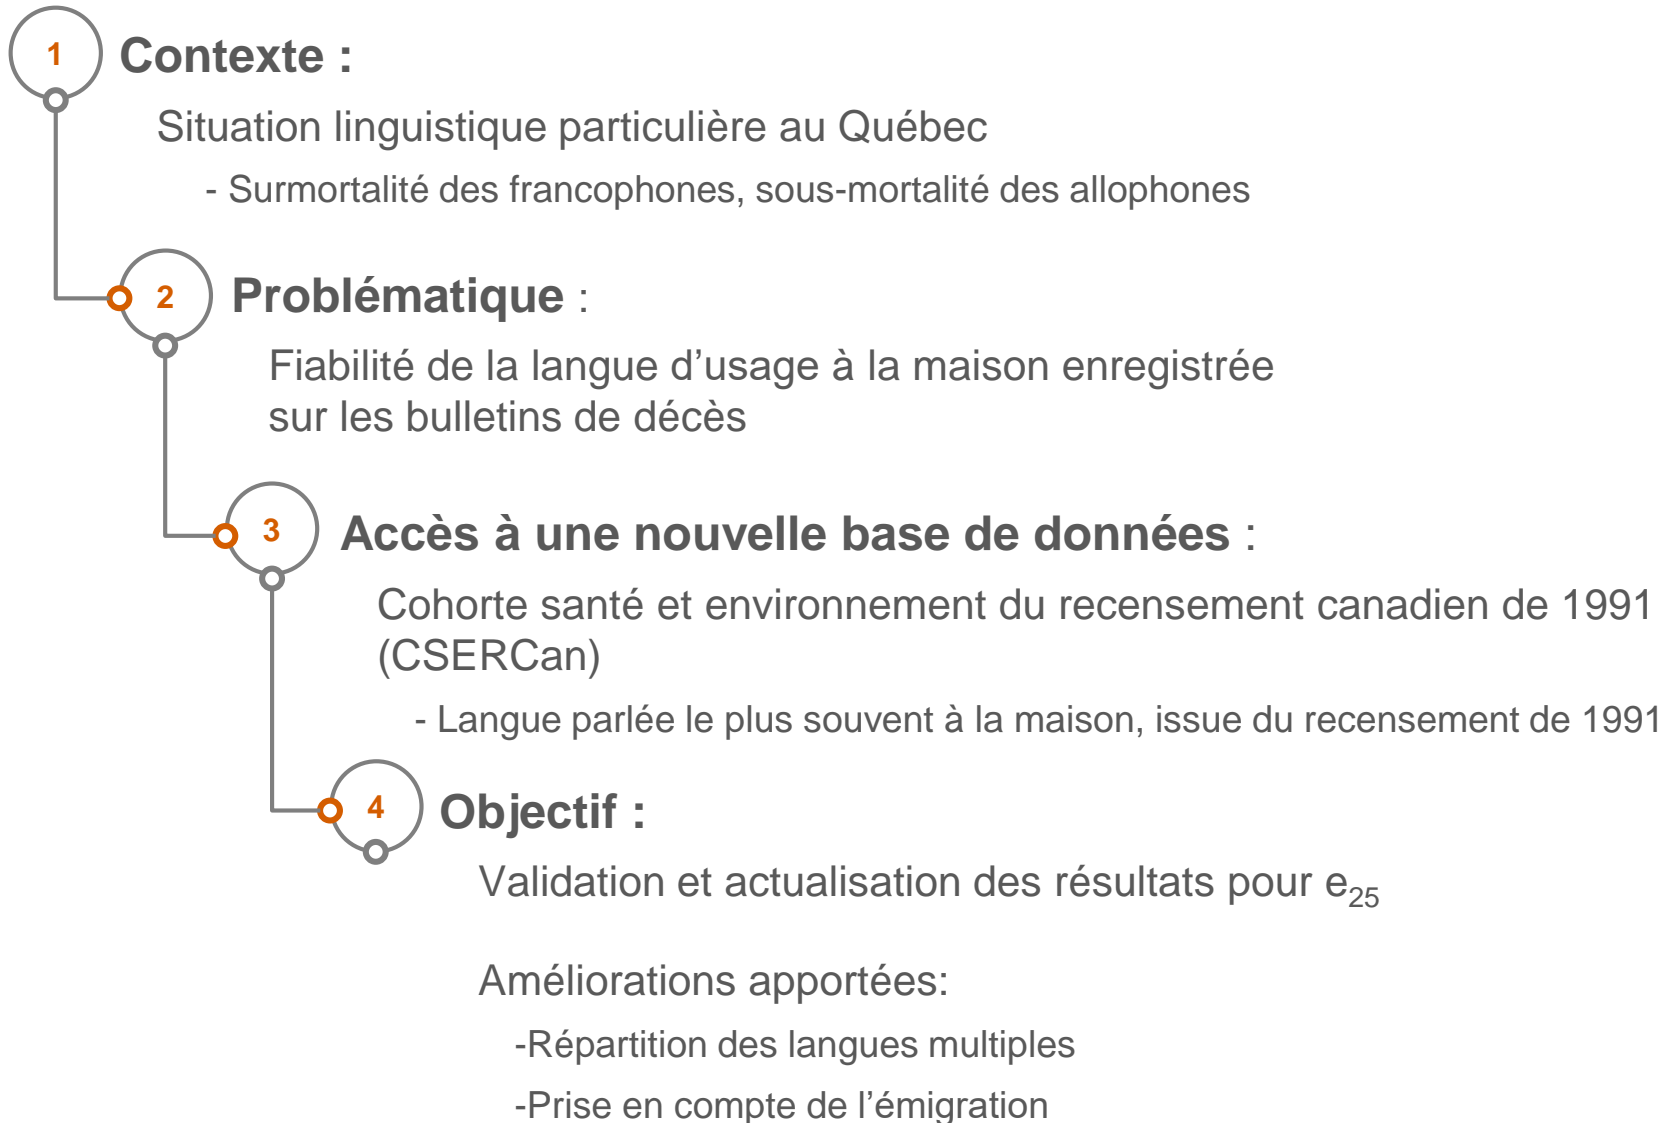 1 Contexte :
Situation linguistique particulière au Québec
- Surmortalité des francophones, sous-mortalité des allophones
2 Problématique :
Fiabilité de la langue d’usage à la maison enregistrée
sur les bulletins de décès
3 Accès à une nouvelle base de données :
Cohorte santé et environnement du recensement canadien de 1991
(CSERCan)
- Langue parlée le plus souvent à la maison, issue du recensement de 1991
4 Objectif :
Validation et actualisation des résultats pour e25
Améliorations apportées:
-Répartition des langues multiples
-Prise en compte de l’émigration